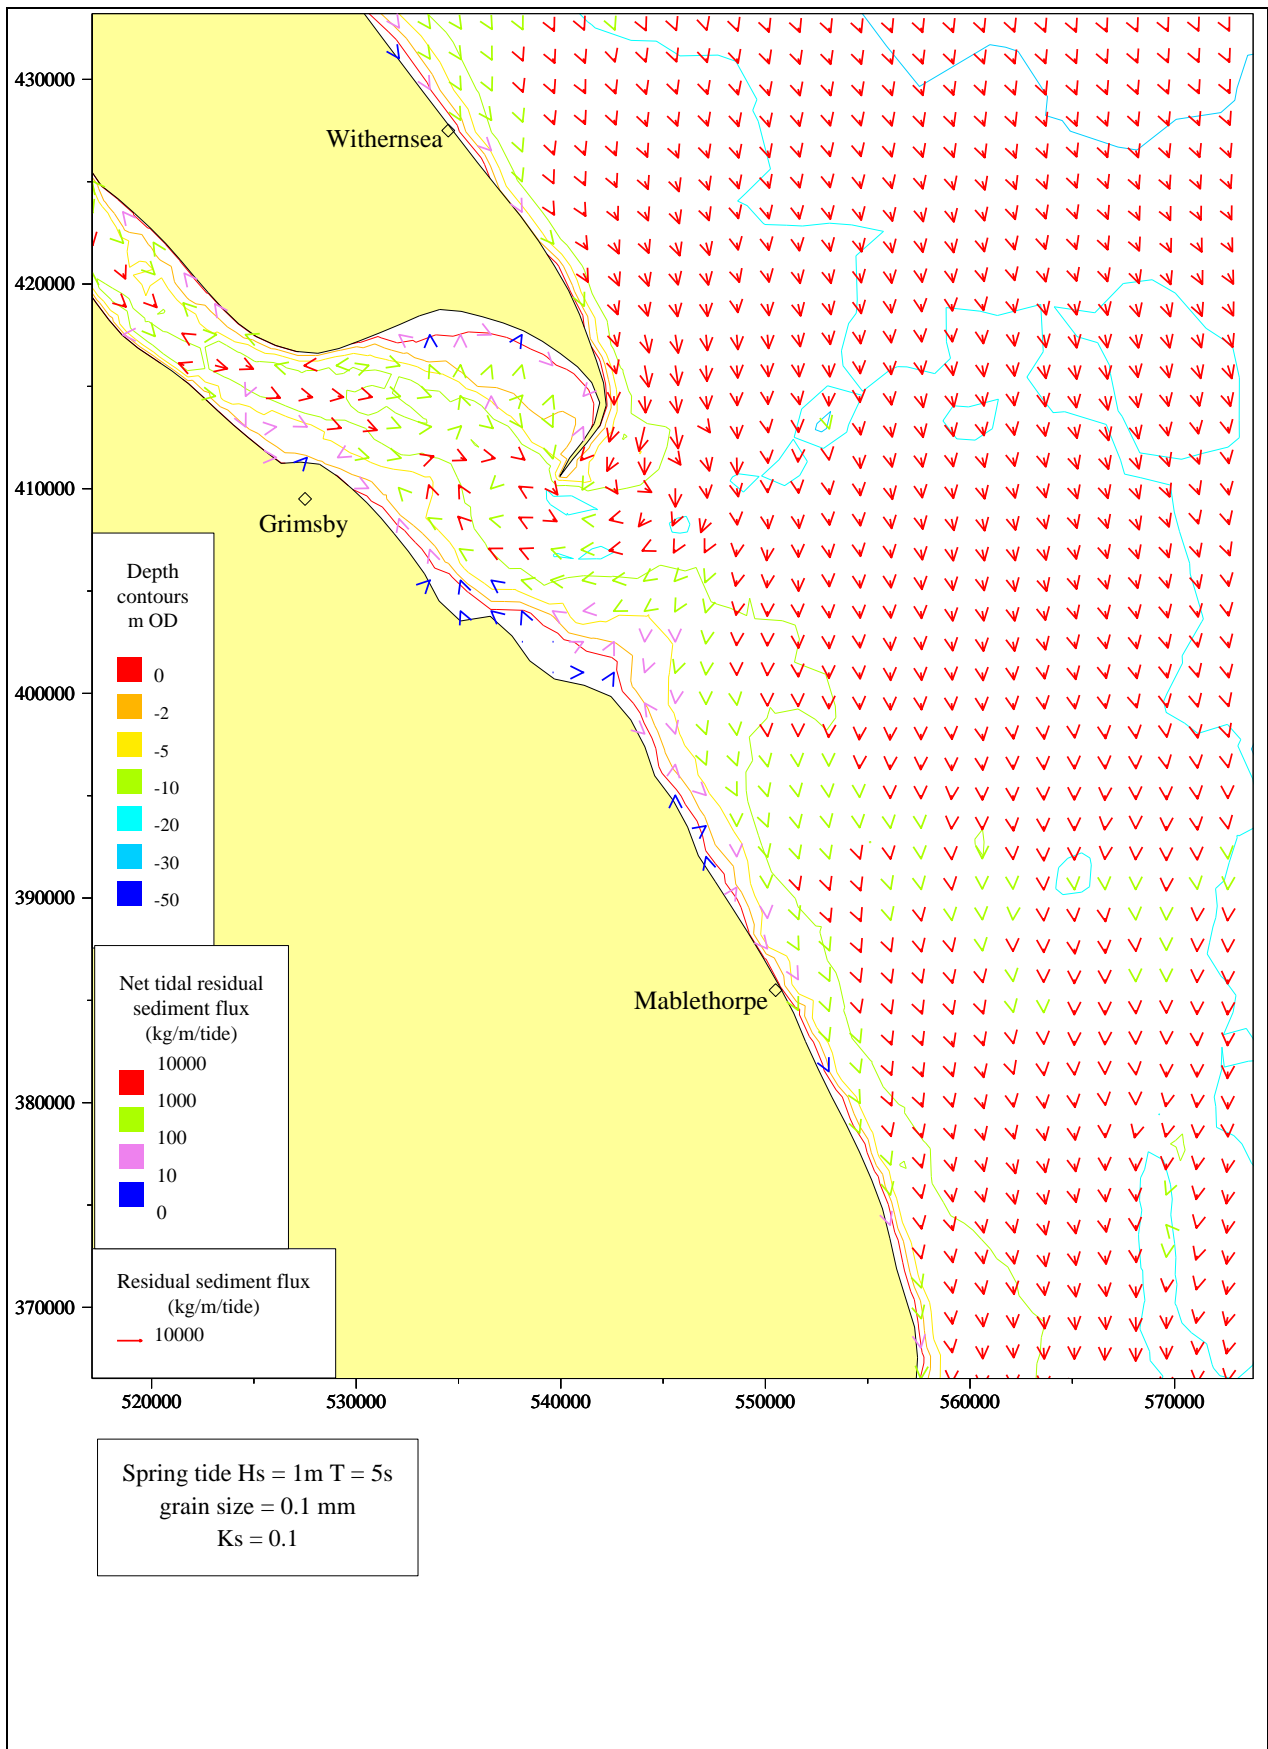 430000
Withernsea
420000
410000
Grimsby
Depth
contours
m OD
0
-2
-5
-10
-20
-30
-50
400000
390000
Net tidal residual
sediment flux
(kg/m/tide)
10000
1000
100
10
0
Mablethorpe
380000
Residual sediment flux
(kg/m/tide)
10000
370000
520000 530000 540000 550000 560000 570000
Spring tide Hs = 1m T = 5s
grain size = 0.1 mm
Ks = 0.1